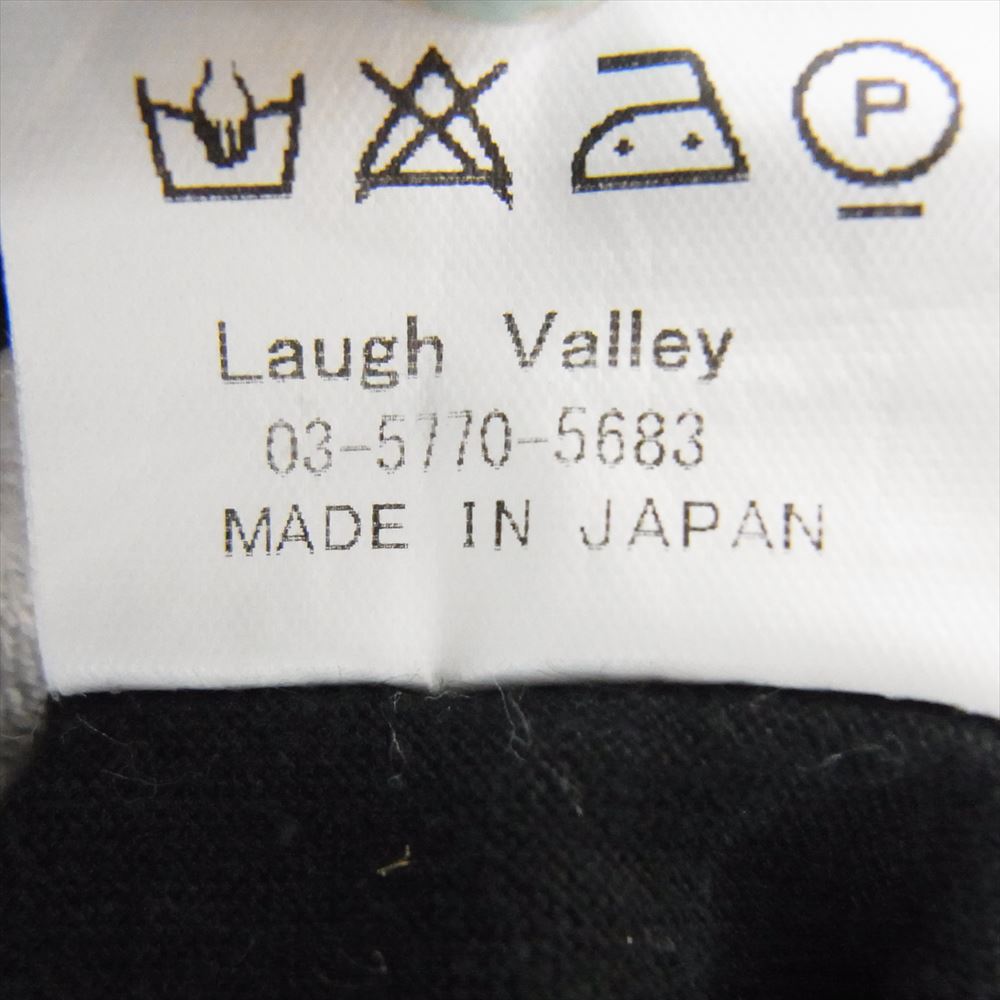 P
Laugh Valley
03-5770-5683
MADE IN JAPAN